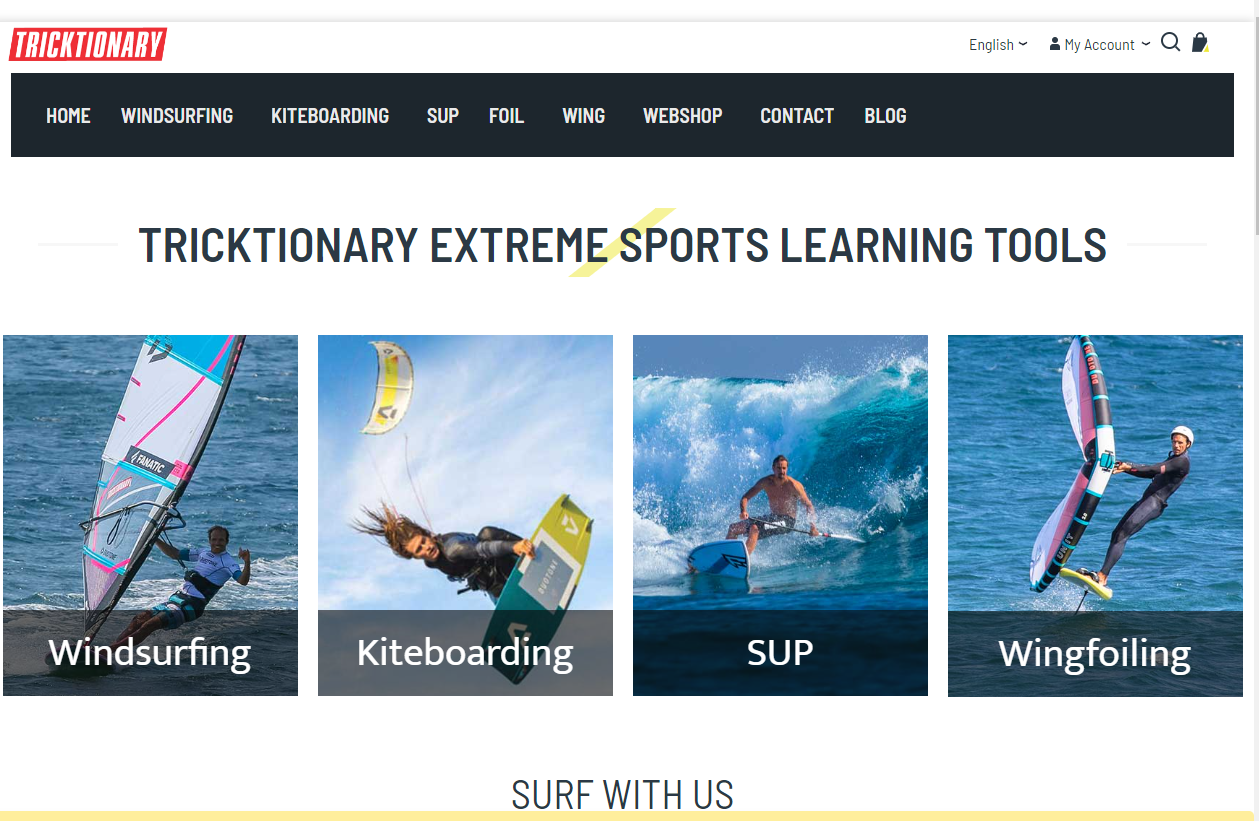 TRICKTIONARY
English
My Account
HOME WINDSURFING KITEBOARDING SUP FOIL WING WEBSHOP CONTACT BLOG
TRICKTIONARY EXTREME SPORTS LEARNING TOOLS
FANATIC
DUOTONE
Windsurfing
Kiteboarding
SUP
Wingfoiling
SURF WITH US